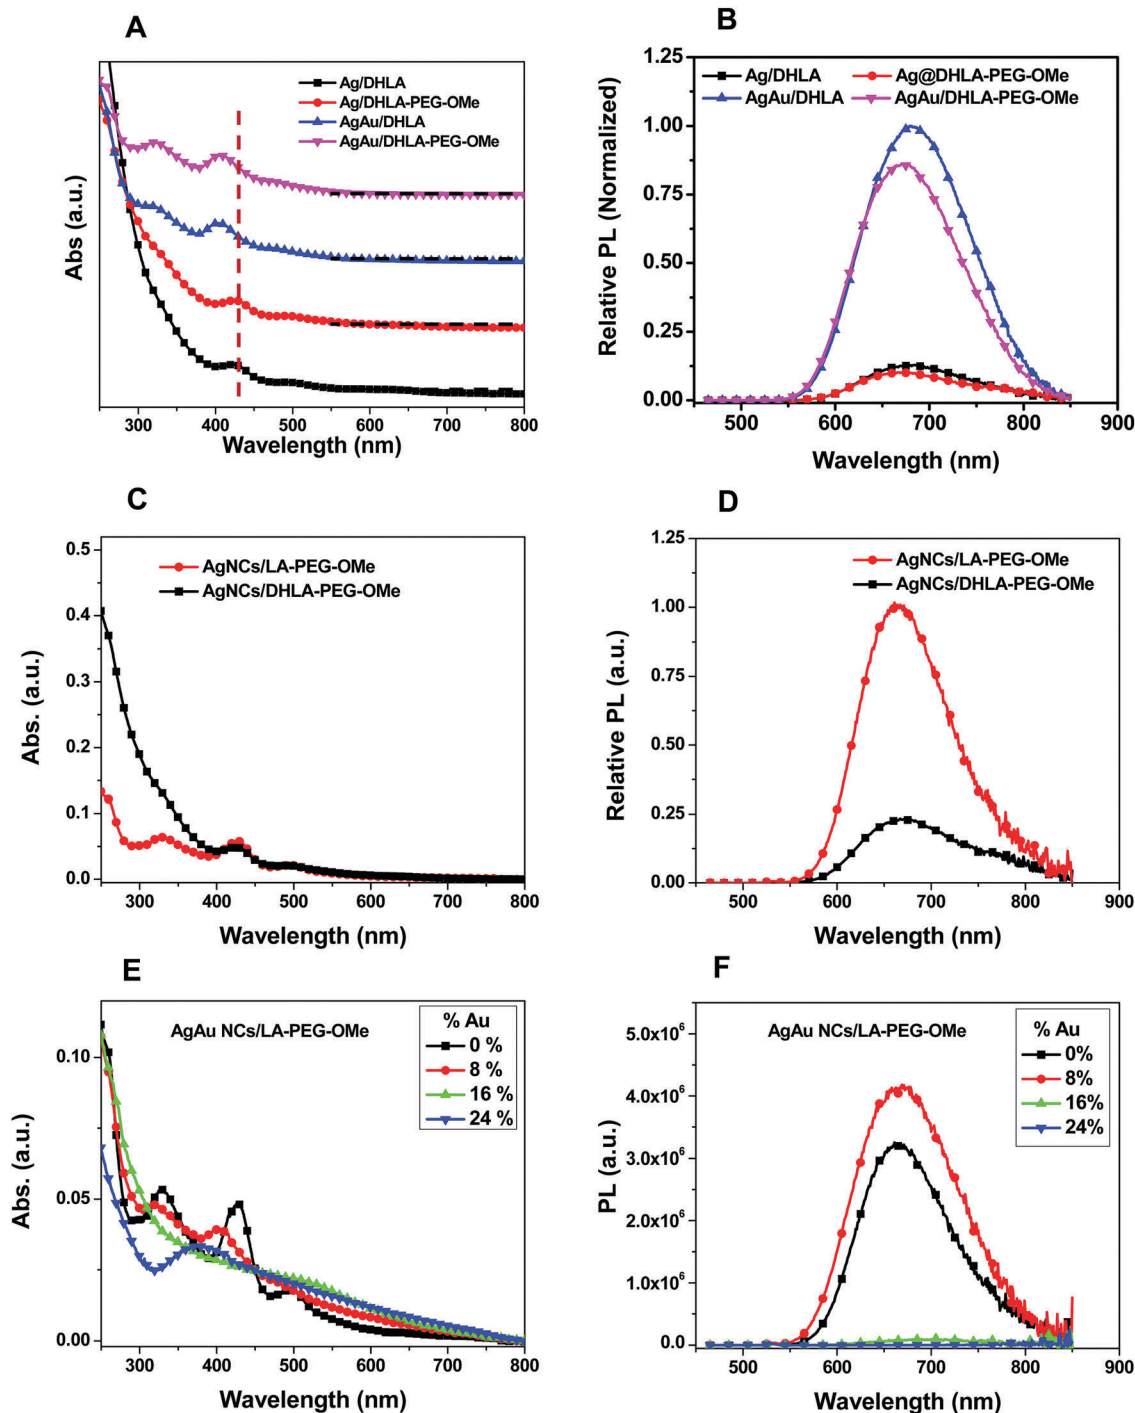 A
Ag/DHLA
Ag/DHLA-PEG-OMe
AgAu/DHLA
AgAu/DHLA-PEG-OMe
Abs (a.u.)
300 400 500 600 700 800
Wavelength (nm)
B
1.25
1.00
0.75
0.50
0.25
0.00
Ag/DHLA Ag@DHLA-PEG-OMe
AgAu/DHLA AgAu/DHLA-PEG-OMe
Relative PL (Normalized)
500 600 700 800 900
Wavelength (nm)
C
0.5
0.4
0.3
0.2
0.1
0.0
AgNCs/LA-PEG-OMe
AgNCs/DHLA-PEG-OMe
Abs. (a.u.)
300 400 500 600 700 800
Wavelength (nm)
D
1.25
1.00
0.75
0.50
0.25
0.00
AgNCs/LA-PEG-OMe
AgNCs/DHLA-PEG-OMe
Relative PL (a.u.)
500 600 700 800 900
Wavelength (nm)
E
0.10
0.05
0.00
AgAu NCs/LA-PEG-OMe
% Au
0 %
8 %
16 %
24 %
Abs. (a.u.)
300 400 500 600 700 800
Wavelength (nm)
F
5.0x10⁶
4.0x10⁶
3.0x10⁶
2.0x10⁶
1.0x10⁶
0.0
AgAu NCs/LA-PEG-OMe
% Au
0%
8%
16%
24%
PL (a.u.)
500 600 700 800 900
Wavelength (nm)